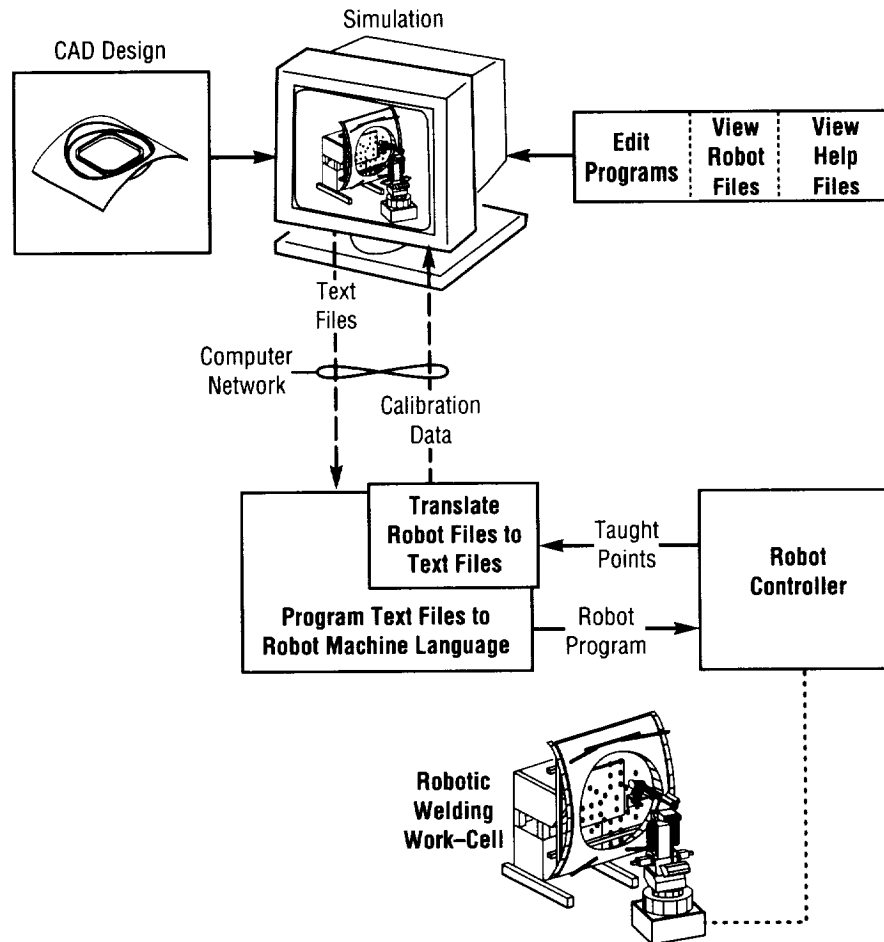 Simulation
CAD Design
Edit
Programs
View
Robot
Files
View
Help
Files
Text
Files
Computer
Network
Calibration
Data
Translate
Robot Files to
Text Files
Taught
Points
Robot
Controller
Program Text Files to
Robot Machine Language
Robot
Program
Robotic
Welding
Work–Cell